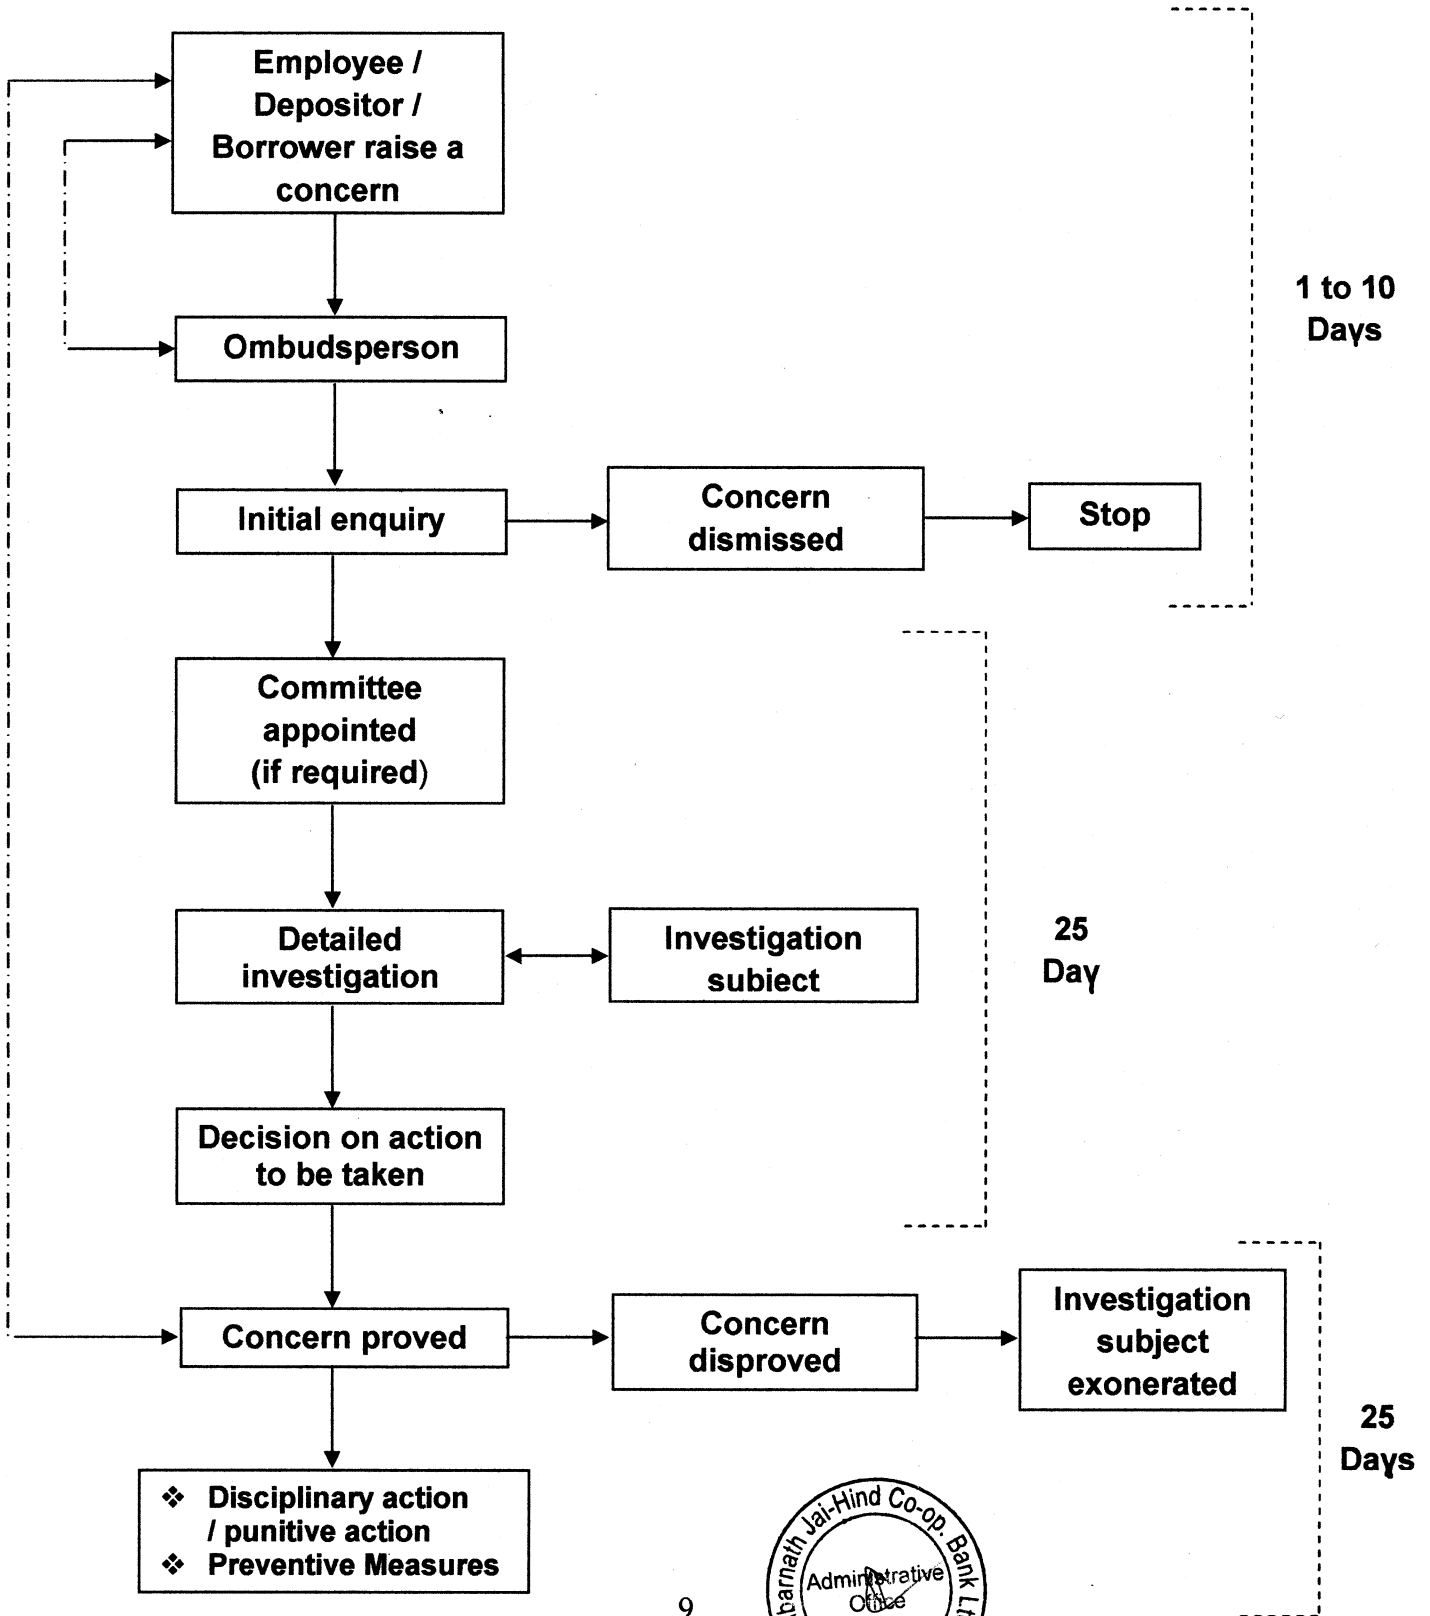 Employee /
Depositor /
Borrower raise a
concern
1 to 10
Days
Ombudsperson
Initial enquiry
Concern
dismissed
Stop
Committee
appointed
(if required)
Detailed
investigation
Investigation
subiect
25
Day
Decision on action
to be taken
Concern proved
Concern
disproved
Investigation
subject
exonerated
25
Days
❖ Disciplinary action
/ punitive action
❖ Preventive Measures
barnath Jai-Hind Co-op. Bank Lt
Administrative
Office
9